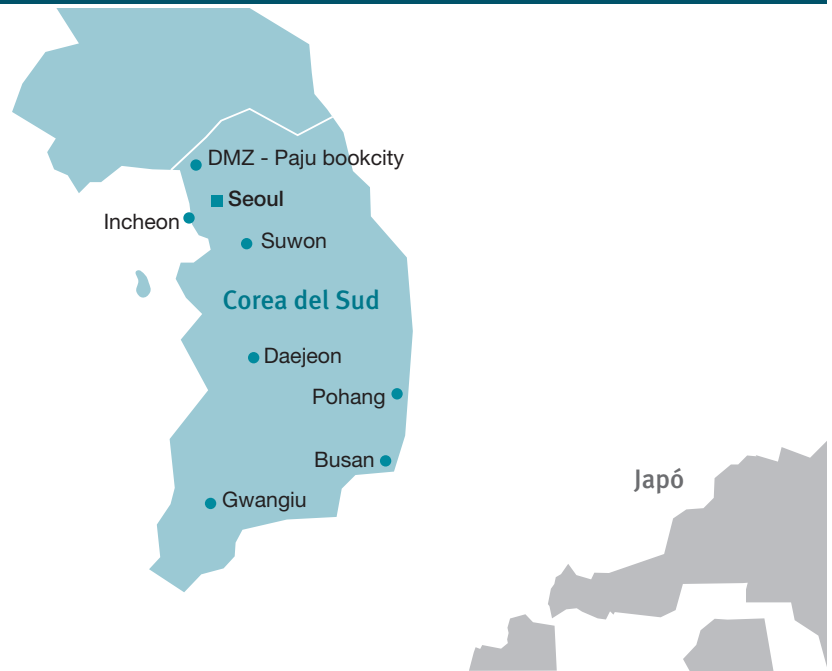 DMZ - Paju bookcity
Seoul
Incheon
Suwon
Corea del Sud
Daejeon
Pohang
Busan
Japó
Gwangiu